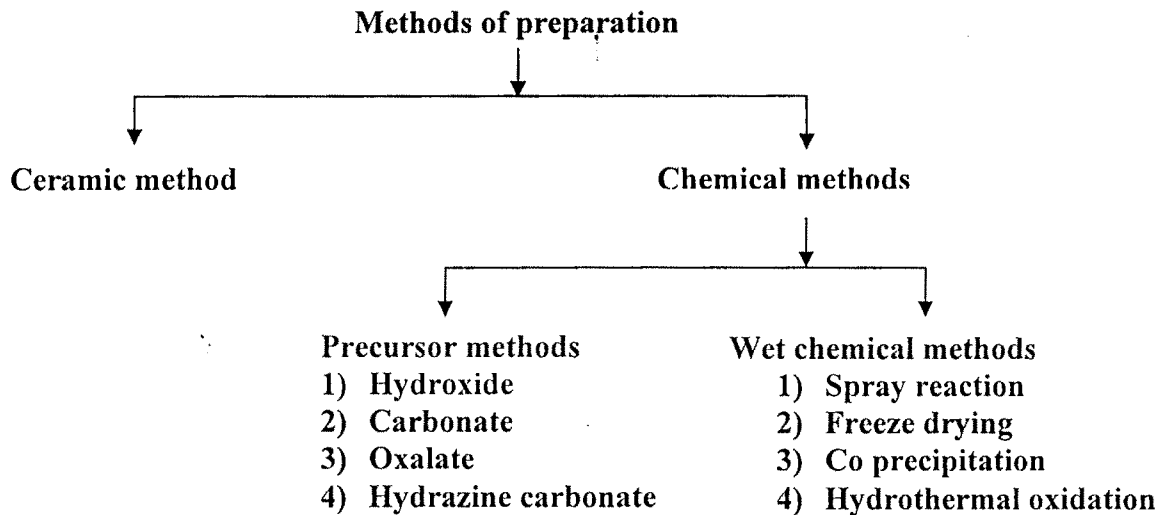 Methods of preparation
Ceramic method
Chemical methods
Precursor methods
1) Hydroxide
2) Carbonate
3) Oxalate
4) Hydrazine carbonate
Wet chemical methods
1) Spray reaction
2) Freeze drying
3) Co precipitation
4) Hydrothermal oxidation